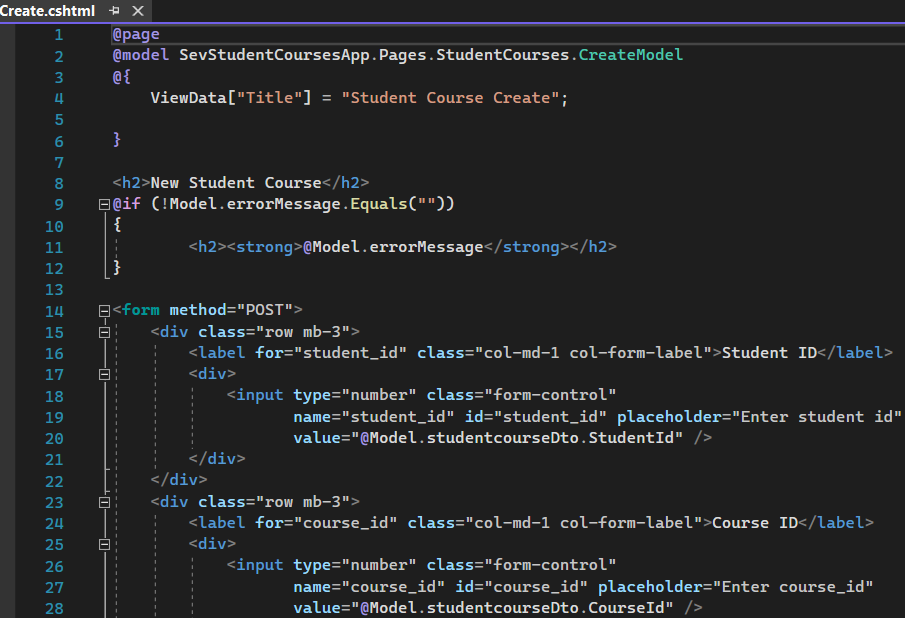 Create.cshtml
1 @page
2 @model SevStudentCoursesApp.Pages.StudentCourses.CreateModel
3 @{
4 ViewData["Title"] = "Student Course Create";
5
6 }
7
8 <h2>New Student Course</h2>
9 @if (!Model.errorMessage.Equals(""))
10 {
11 <h2><strong>@Model.errorMessage</strong></h2>
12 }
13
14 <form method="POST">
15 <div class="row mb-3">
16 <label for="student_id" class="col-md-1 col-form-label">Student ID</label>
17 <div>
18 <input type="number" class="form-control"
19 name="student_id" id="student_id" placeholder="Enter student id"
20 value="@Model.studentcourseDto.StudentId" />
21 </div>
22 </div>
23 <div class="row mb-3">
24 <label for="course_id" class="col-md-1 col-form-label">Course ID</label>
25 <div>
26 <input type="number" class="form-control"
27 name="course_id" id="course_id" placeholder="Enter course_id"
28 value="@Model.studentcourseDto.CourseId" />